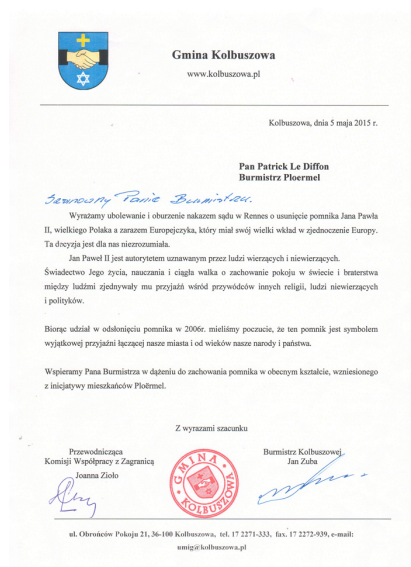 Gmina Kolbuszowa
www.kolbuszowa.pl
Kolbuszowa, dnia 5 maja 2015 r.
Pan Patrick Le Diffon
Burmistrz Ploermel
Szanowny Panie Burmistrzu.
Wyrażamy ubolewanie i oburzenie nakazem sądu w Rennes o usunięcie pomnika Jana Pawła
II, wielkiego Polaka a zarazem Europejczyka, który miał swój wielki wkład w zjednoczenie Europy.
Ta decyzja jest dla nas niezrozumiała.
Jan Paweł II jest autorytetem uznawanym przez ludzi wierzących i niewierzących.
Świadectwo Jego życia, nauczania i ciągła walka o zachowanie pokoju w świecie i braterstwa
między ludźmi zjednywały mu przyjaźń wśród przywódców innych religii, ludzi niewierzących
i polityków.
Biorąc udział w odsłonięciu pomnika w 2006r. mieliśmy poczucie, że ten pomnik jest symbolem
wyjątkowej przyjaźni łączącej nasze miasta i od wieków nasze narody i państwa.
Wspieramy Pana Burmistrza w dążeniu do zachowania pomnika w obecnym kształcie, wzniesionego
z inicjatywy mieszkańców Ploërmel.
Z wyrazami szacunku
Przewodnicząca
Komisji Współpracy z Zagranicą
Joanna Zioło
GMINA KOLBUSZOWA
Burmistrz Kolbuszowej
Jan Zuba
ul. Obrońców Pokoju 21, 36-100 Kolbuszowa, tel. 17 2271-333, fax. 17 2272-939, e-mail:
umig@kolbuszowa.pl